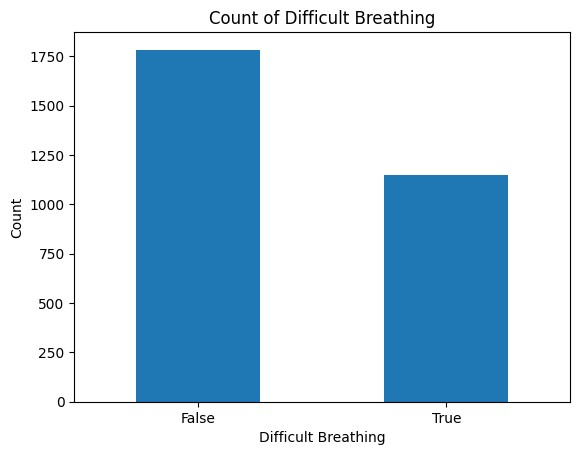 Count of Difficult Breathing
1750
1500
1250
1000
750
500
250
0
Count
False
True
Difficult Breathing